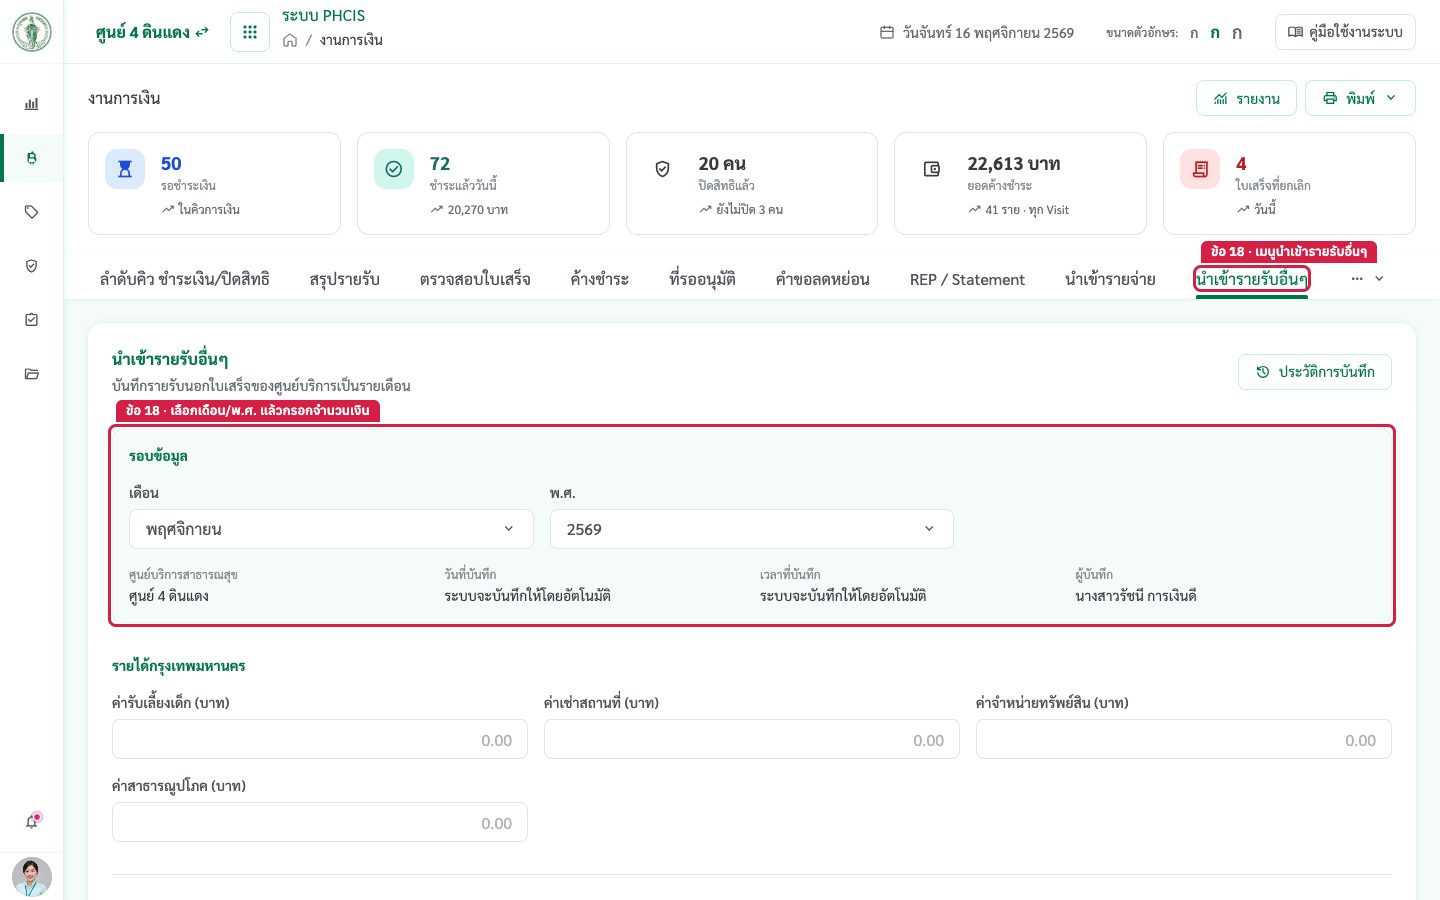 ศูนย์ 4 ดินแดง
ระบบ PHCIS
/ งานการเงิน
วันจันทร์ 16 พฤศจิกายน 2569
ขนาดตัวอักษร: ก ก ก
คู่มือใช้งานระบบ
งานการเงิน
รายงาน
พิมพ์
50
รอชำระเงิน
ในคิวการเงิน
72
ชำระแล้ววันนี้
20,270 บาท
20 คน
ปิดสิทธิแล้ว
ยังไม่ปิด 3 คน
22,613 บาท
ยอดค้างชำระ
41 ราย · ทุก Visit
4
ใบเสร็จที่ยกเลิก
วันนี้
ข้อ 18 · เมนูนำเข้ารายรับอื่นๆ
ลำดับคิว ชำระเงิน/ปิดสิทธิ สรุปรายรับ ตรวจสอบใบเสร็จ ค้างชำระ ที่รออนุมัติ คำขอลดหย่อน REP / Statement นำเข้ารายจ่าย นำเข้ารายรับอื่นๆ ...
นำเข้ารายรับอื่นๆ
บันทึกรายรับนอกใบเสร็จของศูนย์บริการเป็นรายเดือน
ประวัติการบันทึก
ข้อ 18 · เลือกเดือน/พ.ศ. แล้วกรอกจำนวนเงิน
รอบข้อมูล
เดือน พ.ศ.
พฤศจิกายน 2569
ศูนย์บริการสาธารณสุข วันที่บันทึก เวลาที่บันทึก ผู้บันทึก
ศูนย์ 4 ดินแดง ระบบจะบันทึกให้โดยอัตโนมัติ ระบบจะบันทึกให้โดยอัตโนมัติ นางสาวรัชนี การเงินดี
รายได้กรุงเทพมหานคร
ค่ารับเลี้ยงเด็ก (บาท) ค่าเช่าสถานที่ (บาท) ค่าจำหน่ายทรัพย์สิน (บาท)
0.00 0.00 0.00
ค่าสาธารณูปโภค (บาท)
0.00